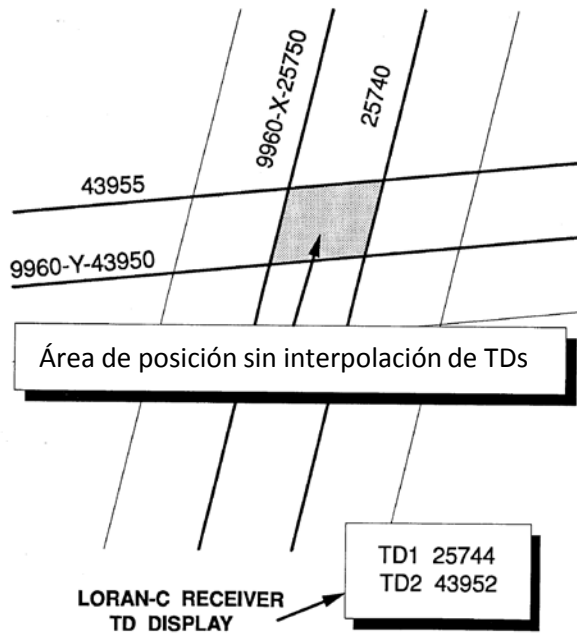 9960-X-25750
25740
43955
9960-Y-43950
Área de posición sin interpolación de TDs
TD1 25744
TD2 43952
LORAN-C RECEIVER
TD DISPLAY